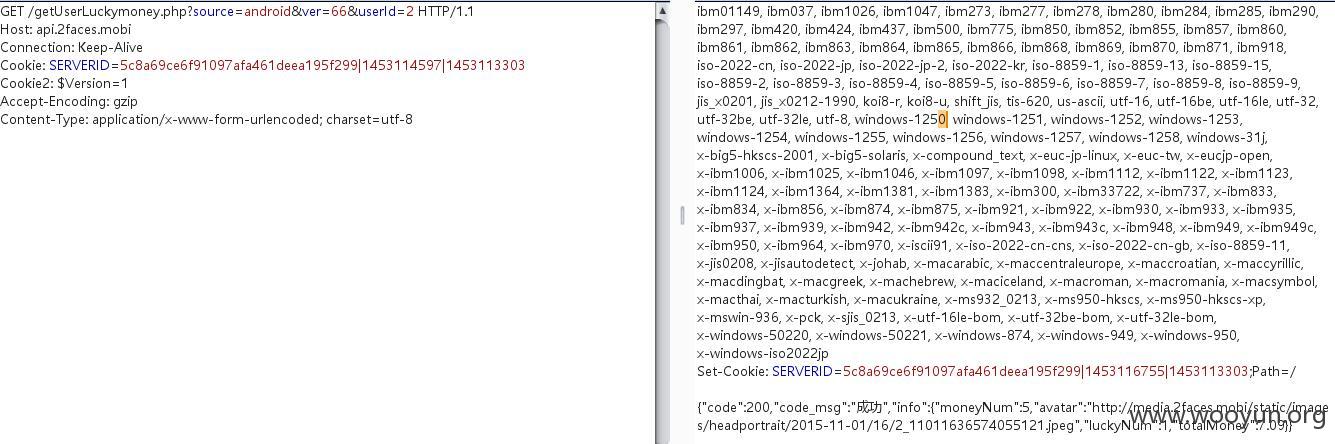 GET /getUserLuckymoney.php?source=android&ver=66&userId=2 HTTP/1.1
Host: api.2faces.mobi
Connection: Keep-Alive
Cookie: SERVERID=5c8a69ce6f91097afa461deea195f299|1453114597|1453113303
Cookie2: $Version=1
Accept-Encoding: gzip
Content-Type: application/x-www-form-urlencoded; charset=utf-8
ibm01149, ibm037, ibm1026, ibm1047, ibm273, ibm277, ibm278, ibm280, ibm284, ibm285, ibm290,
ibm297, ibm420, ibm424, ibm437, ibm500, ibm775, ibm850, ibm852, ibm855, ibm857, ibm860,
ibm861, ibm862, ibm863, ibm864, ibm865, ibm866, ibm868, ibm869, ibm870, ibm871, ibm918,
iso-2022-cn, iso-2022-jp, iso-2022-jp-2, iso-2022-kr, iso-8859-1, iso-8859-13, iso-8859-15,
iso-8859-2, iso-8859-3, iso-8859-4, iso-8859-5, iso-8859-6, iso-8859-7, iso-8859-8, iso-8859-9,
jis_x0201, jis_x0212-1990, koi8-r, koi8-u, shift_jis, tis-620, us-ascii, utf-16, utf-16be, utf-16le, utf-32,
utf-32be, utf-32le, utf-8, windows-1250, windows-1251, windows-1252, windows-1253,
windows-1254, windows-1255, windows-1256, windows-1257, windows-1258, windows-31j,
x-big5-hkscs-2001, x-big5-solaris, x-compound_text, x-euc-jp-linux, x-euc-tw, x-eucjp-open,
x-ibm1006, x-ibm1025, x-ibm1046, x-ibm1097, x-ibm1098, x-ibm1112, x-ibm1122, x-ibm1123,
x-ibm1124, x-ibm1364, x-ibm1381, x-ibm1383, x-ibm300, x-ibm33722, x-ibm737, x-ibm833,
x-ibm834, x-ibm856, x-ibm874, x-ibm875, x-ibm921, x-ibm922, x-ibm930, x-ibm933, x-ibm935,
x-ibm937, x-ibm939, x-ibm942, x-ibm942c, x-ibm943, x-ibm943c, x-ibm948, x-ibm949, x-ibm949c,
x-ibm950, x-ibm964, x-ibm970, x-iscii91, x-iso-2022-cn-cns, x-iso-2022-cn-gb, x-iso-8859-11,
x-jis0208, x-jisautodetect, x-johab, x-macarabic, x-maccentraleurope, x-maccroatian, x-maccyrillic,
x-macdingbat, x-macgreek, x-machebrew, x-maciceland, x-macroman, x-macromania, x-macsymbol,
x-macthai, x-macturkish, x-macukraine, x-ms932_0213, x-ms950-hkscs, x-ms950-hkscs-xp,
x-mswin-936, x-pck, x-sjis_0213, x-utf-16le-bom, x-utf-32be-bom, x-utf-32le-bom,
x-windows-50220, x-windows-50221, x-windows-874, x-windows-949, x-windows-950,
x-windows-iso2022jp
Set-Cookie: SERVERID=5c8a69ce6f91097afa461deea195f299|1453116755|1453113303;Path=/
{"code":200,"code_msg":"成功","info":{"moneyNum":5,"avatar":"http://media.2faces.mobi/static/image
s/headportrait/2015-11-01/16/2_11011636574055121.jpeg","luckyNum":1,"totalMoney":7.09}}
www.wooyun.org